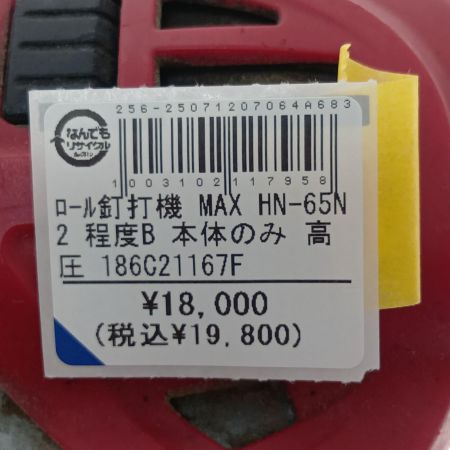 256-25071207064A683
なんでも
リサイクル
1003102117958
ﾛｰﾙ釘打機 MAX HN-65N
2 程度B 本体のみ 高
圧 186C21167F
¥18,000
(税込¥19,800)